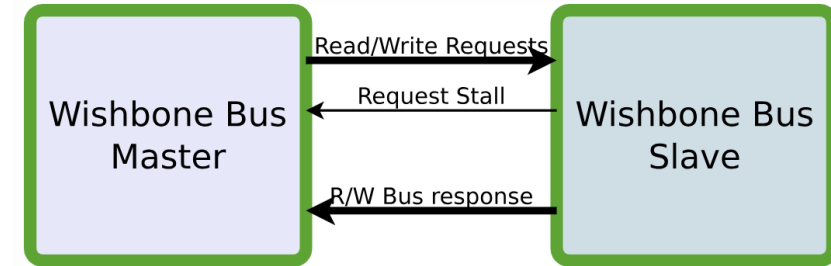 Wishbone Bus
Master
Read/Write Requests
Request Stall
R/W Bus response
Wishbone Bus
Slave